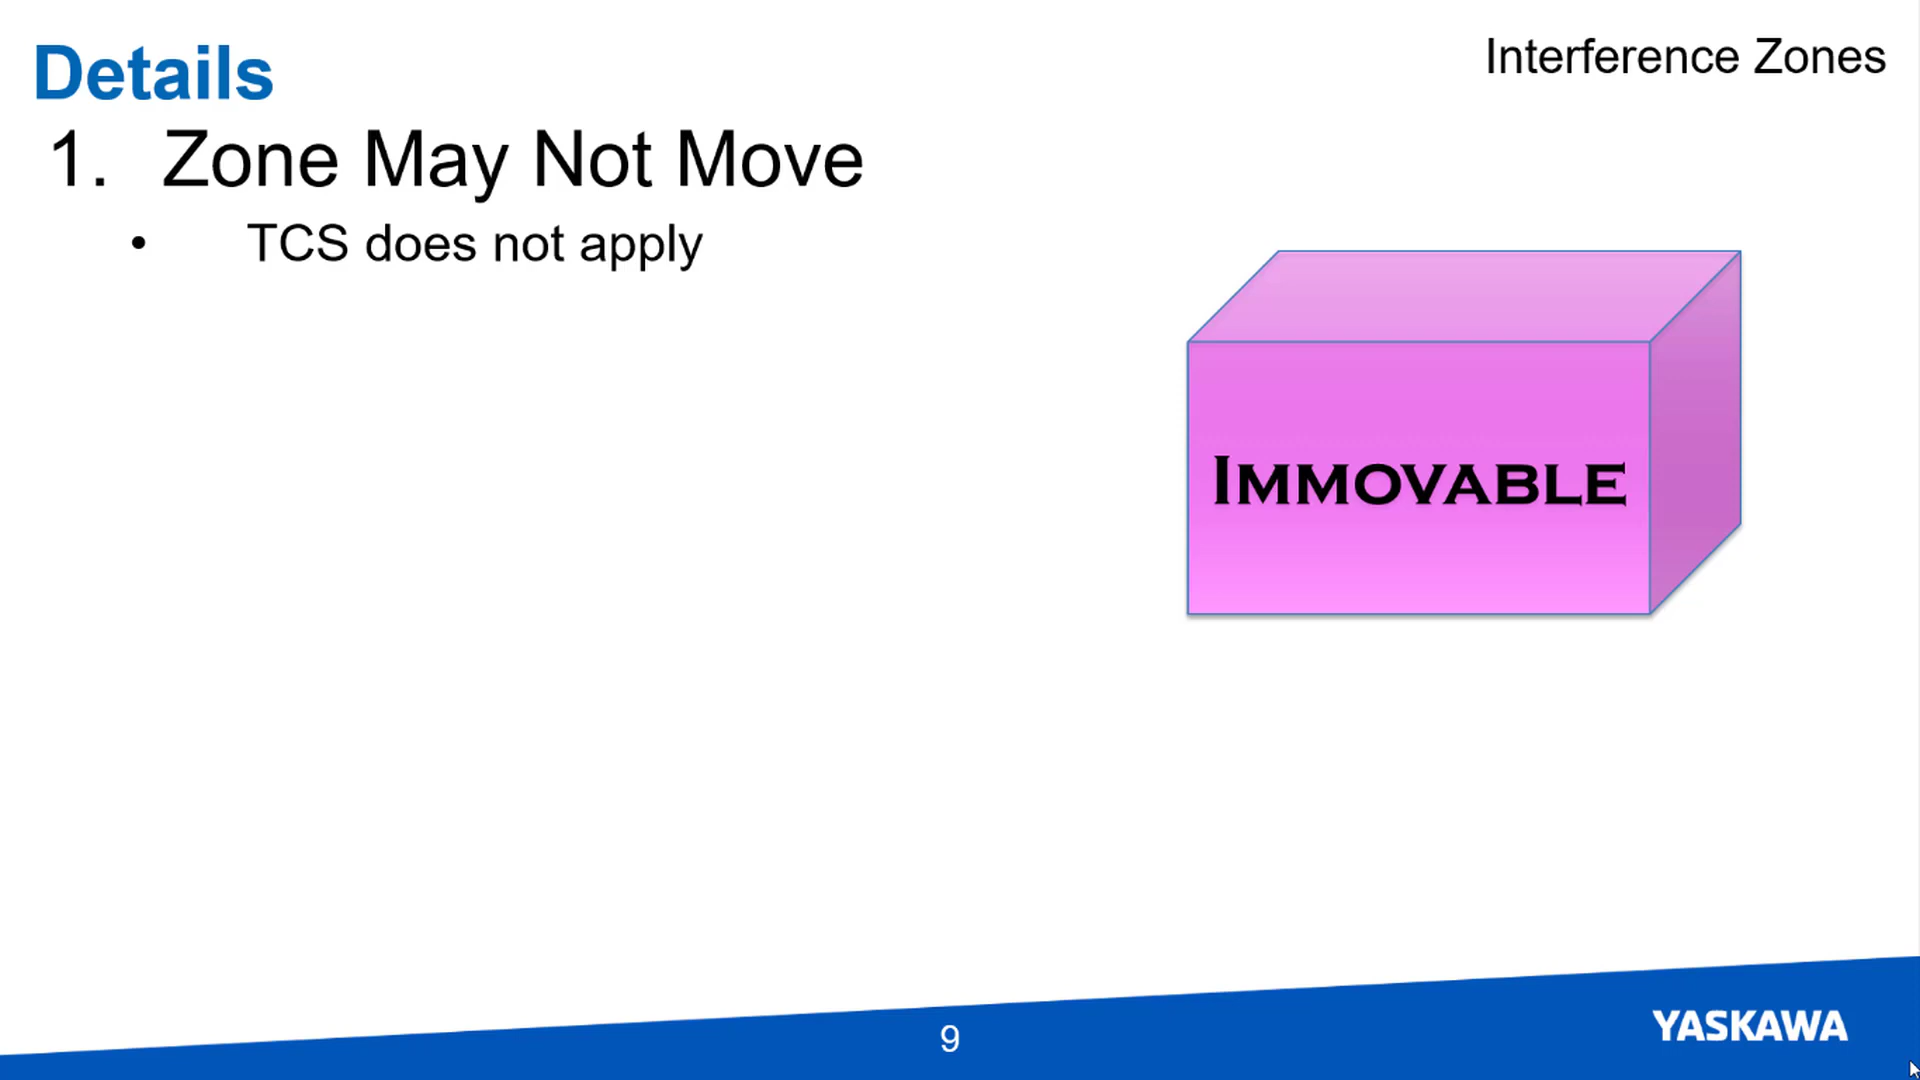 Details
Interference Zones
1. Zone May Not Move
• TCS does not apply
IMMOVABLE
9
YASKAWA